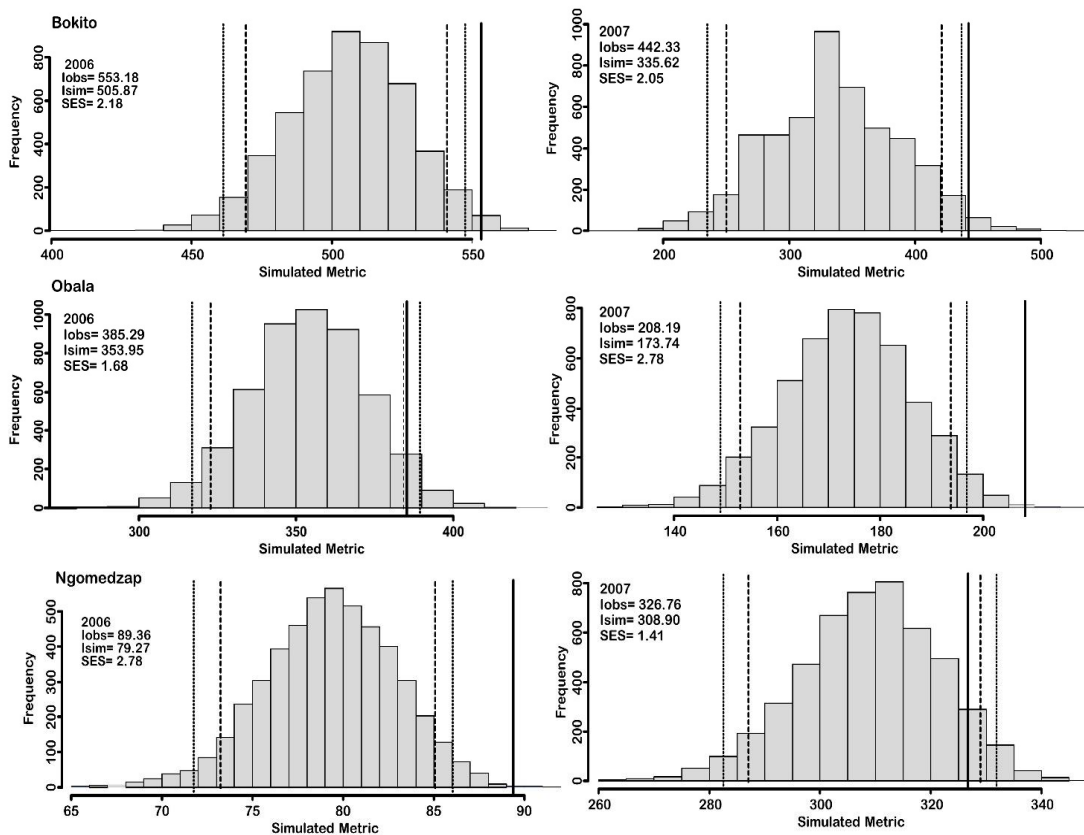 Bokito
2006
Iobs= 553.18
Isim= 505.87
SES= 2.18
Frequency
0 200 400 600 800
400 450 500 550
Simulated Metric
2007
Iobs= 442.33
Isim= 335.62
SES= 2.05
Frequency
0 200 400 600 800 1000
200 300 400 500
Simulated Metric
Obala
2006
Iobs= 385.29
Isim= 353.95
SES= 1.68
Frequency
0 200 400 600 800 1000
300 350 400
Simulated Metric
2007
Iobs= 208.19
Isim= 173.74
SES= 2.78
Frequency
0 200 400 600 800
140 160 180 200
Simulated Metric
Ngomedzap
2006
Iobs= 89.36
Isim= 79.27
SES= 2.78
Frequency
0 100 200 300 400 500
65 70 75 80 85 90
Simulated Metric
2007
Iobs= 326.76
Isim= 308.90
SES= 1.41
Frequency
0 200 400 600 800
260 280 300 320 340
Simulated Metric